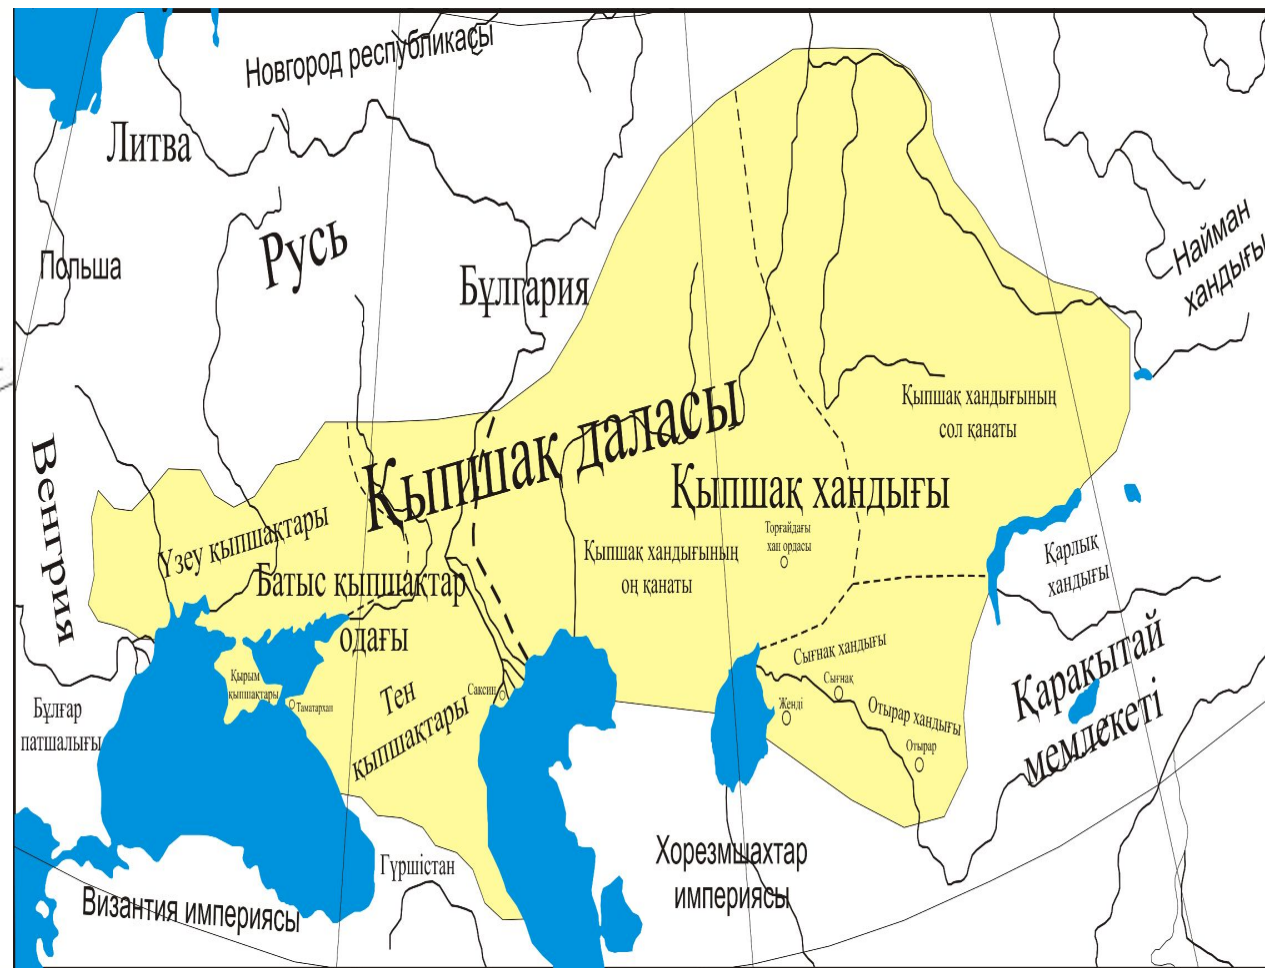 Новгород республикасы
Литва
Русь
Польша
Бұлгария
Найман
хандығы
Венгрия
Қыпшақ даласы
Қыпшақ хандығының
сол қанаты
Қыпшақ хандығы
Үзеу қыпшақтары
Торғайдағы
хан ордасы
Қыпшақ хандығының
оң қанаты
Батыс қыпшақтар
одағы
Қарлық
хандығы
Қарақытай
мемлекеті
Сығнақ хандығы
Сығнақ
Қырым
қыпшақтары
Таматархан
Тен
қыпшақтары
Саксин
Женді
Отырар хандығы
Отырар
Бұлғар
патшалығы
Гүршістан
Хорезмшахтар
империясы
Византия империясы